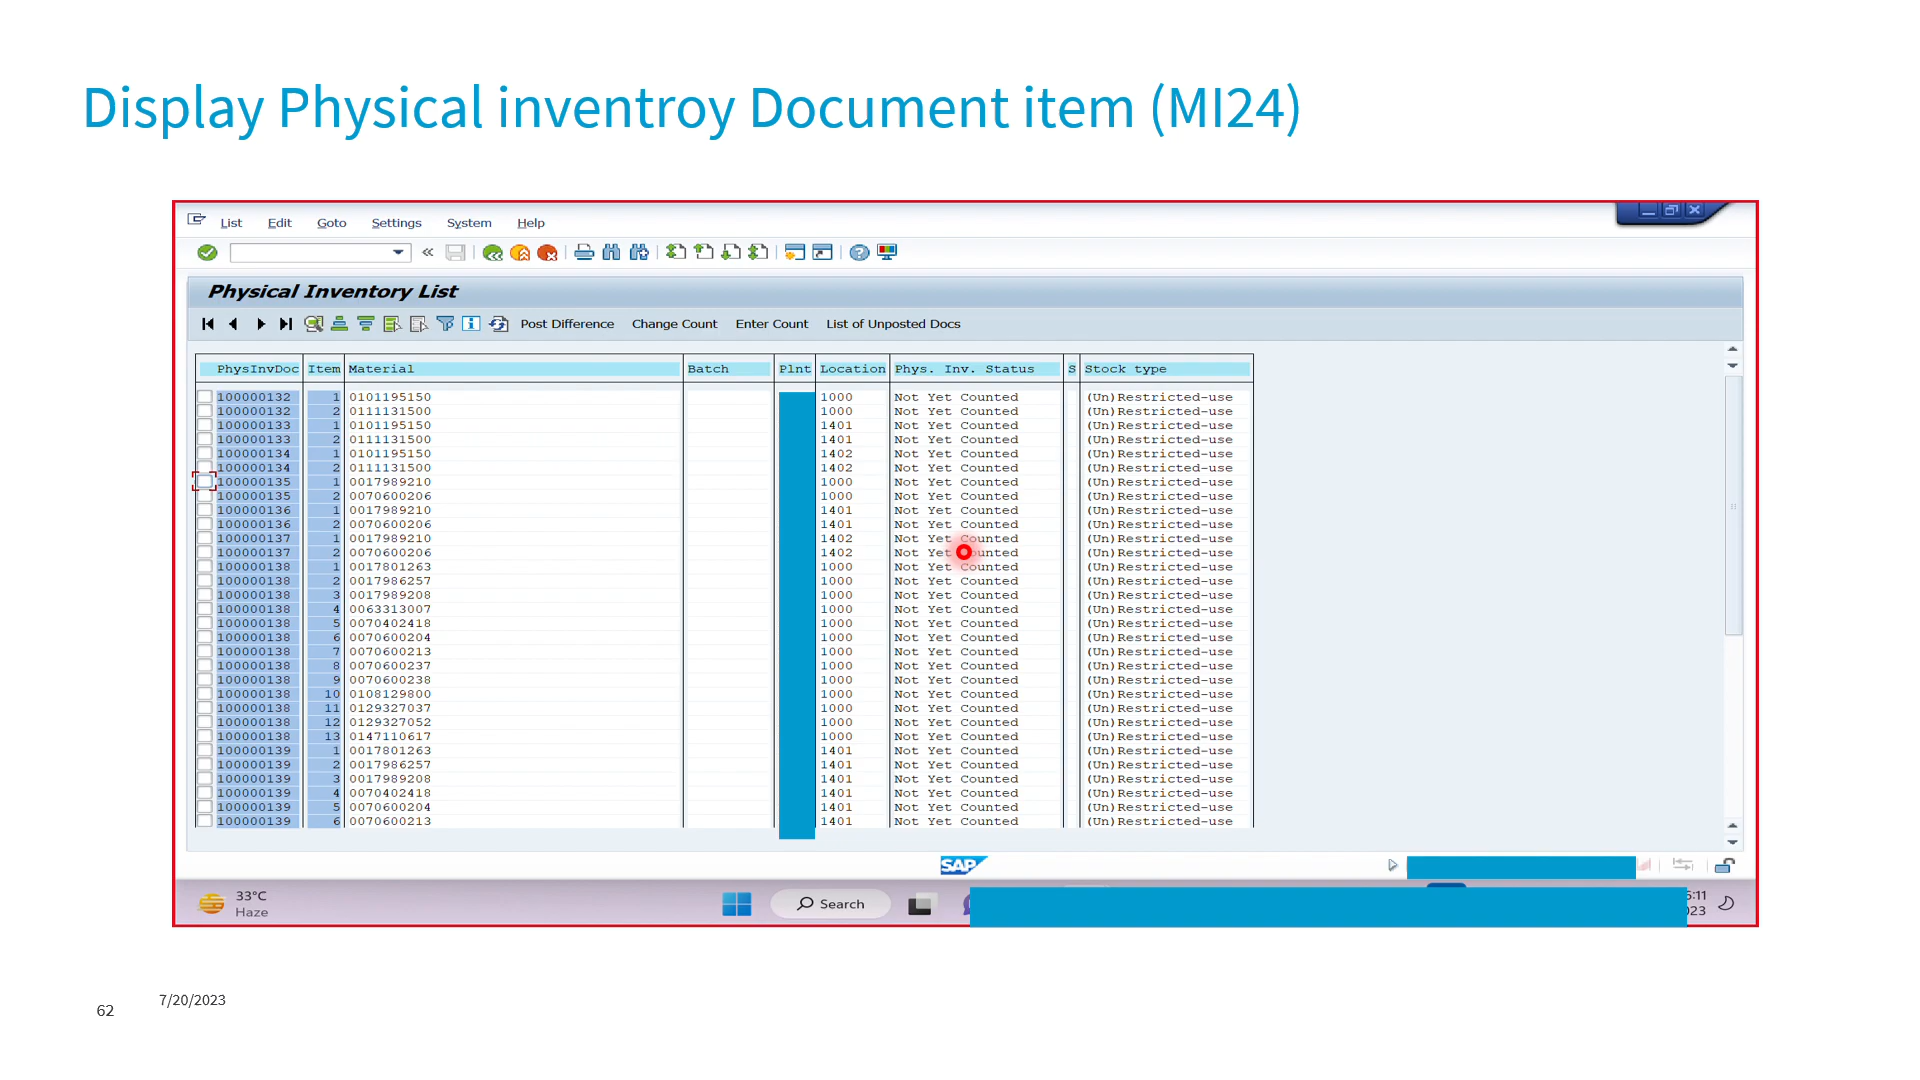 Display Physical inventroy Document item (MI24)
List Edit Goto Settings System Help
Physical Inventory List
Post Difference Change Count Enter Count List of Unposted Docs
PhysInvDoc Item Material Batch Plnt Location Phys. Inv. Status S Stock type
100000132 1 0101195150 1000 Not Yet Counted (Un)Restricted-use
100000132 2 0111131500 1000 Not Yet Counted (Un)Restricted-use
100000133 1 0101195150 1401 Not Yet Counted (Un)Restricted-use
100000133 2 0111131500 1401 Not Yet Counted (Un)Restricted-use
100000134 1 0101195150 1402 Not Yet Counted (Un)Restricted-use
100000134 2 0111131500 1402 Not Yet Counted (Un)Restricted-use
100000135 1 0017989210 1000 Not Yet Counted (Un)Restricted-use
100000135 2 0070600206 1000 Not Yet Counted (Un)Restricted-use
100000136 1 0017989210 1401 Not Yet Counted (Un)Restricted-use
100000136 2 0070600206 1401 Not Yet Counted (Un)Restricted-use
100000137 1 0017989210 1402 Not Yet Counted (Un)Restricted-use
100000137 2 0070600206 1402 Not Yet Counted (Un)Restricted-use
100000138 1 0017801263 1000 Not Yet Counted (Un)Restricted-use
100000138 2 0017986257 1000 Not Yet Counted (Un)Restricted-use
100000138 3 0017989208 1000 Not Yet Counted (Un)Restricted-use
100000138 4 0063313007 1000 Not Yet Counted (Un)Restricted-use
100000138 5 0070402418 1000 Not Yet Counted (Un)Restricted-use
100000138 6 0070600204 1000 Not Yet Counted (Un)Restricted-use
100000138 7 0070600213 1000 Not Yet Counted (Un)Restricted-use
100000138 8 0070600237 1000 Not Yet Counted (Un)Restricted-use
100000138 9 0070600238 1000 Not Yet Counted (Un)Restricted-use
100000138 10 0108129800 1000 Not Yet Counted (Un)Restricted-use
100000138 11 0129327037 1000 Not Yet Counted (Un)Restricted-use
100000138 12 0129327052 1000 Not Yet Counted (Un)Restricted-use
100000138 13 0147110617 1000 Not Yet Counted (Un)Restricted-use
100000139 1 0017801263 1401 Not Yet Counted (Un)Restricted-use
100000139 2 0017986257 1401 Not Yet Counted (Un)Restricted-use
100000139 3 0017989208 1401 Not Yet Counted (Un)Restricted-use
100000139 4 0070402418 1401 Not Yet Counted (Un)Restricted-use
100000139 5 0070600204 1401 Not Yet Counted (Un)Restricted-use
100000139 6 0070600213 1401 Not Yet Counted (Un)Restricted-use
SAP
33°C
Haze
Search
:11
023
7/20/2023
62